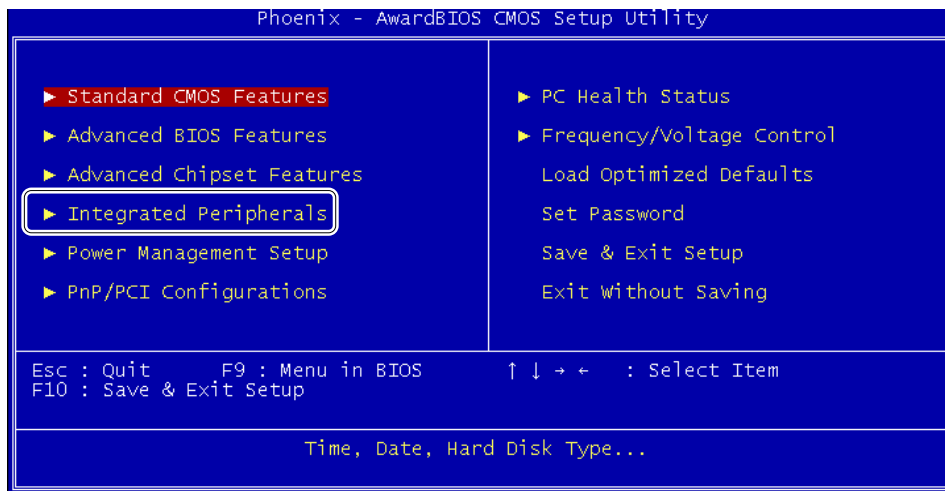 Phoenix - AwardBIOS CMOS Setup Utility
► Standard CMOS Features
► Advanced BIOS Features
► Advanced Chipset Features
► Integrated Peripherals
► Power Management Setup
► PnP/PCI Configurations
► PC Health Status
► Frequency/Voltage Control
Load Optimized Defaults
Set Password
Save & Exit Setup
Exit Without Saving
Esc : Quit F9 : Menu in BIOS ↑ ↓ → ← : Select Item
F10 : Save & Exit Setup
Time, Date, Hard Disk Type...